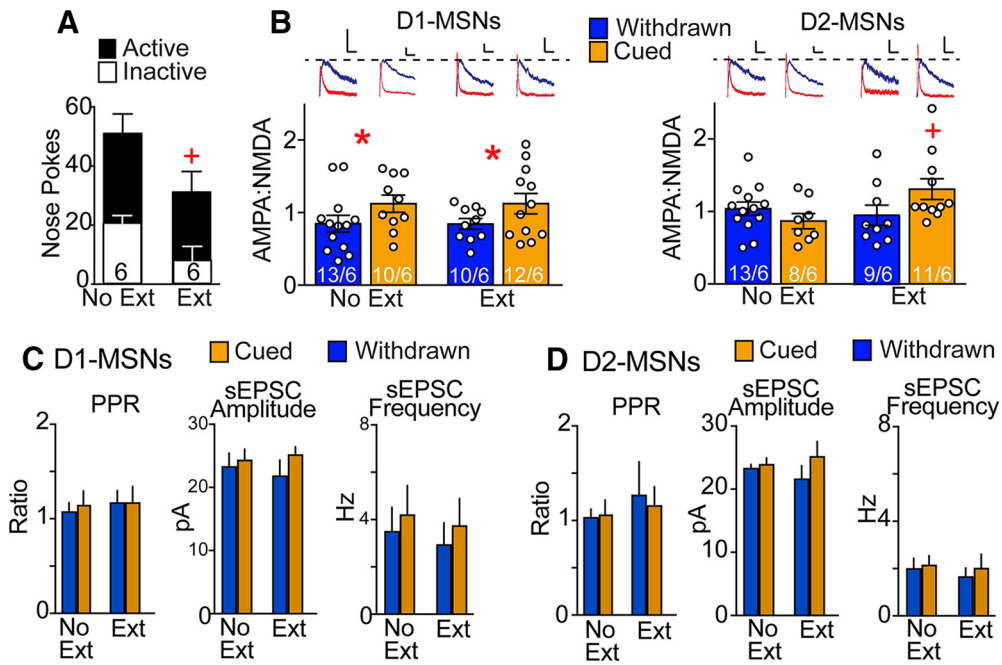 A
Active
Inactive
Nose Pokes
60
40
20
0
6
6
+
No Ext
Ext
B
D1-MSNs
Withdrawn
Cued
D2-MSNs
AMPA:NMDA
2
1
0
*
*
13/6
10/6
10/6
12/6
No Ext
Ext
AMPA:NMDA
2
1
0
+
13/6
8/6
9/6
11/6
No Ext
Ext
C D1-MSNs
Cued
Withdrawn
PPR
Ratio
2
1
0
No
Ext
Ext
sEPSC
Amplitude
pA
30
20
10
0
No
Ext
Ext
sEPSC
Frequency
Hz
8
4
0
No
Ext
Ext
D D2-MSNs
Cued
Withdrawn
PPR
Ratio
2
1
0
No
Ext
Ext
sEPSC
Amplitude
pA
30
20
10
0
No
Ext
Ext
sEPSC
Frequency
Hz
8
4
0
No
Ext
Ext